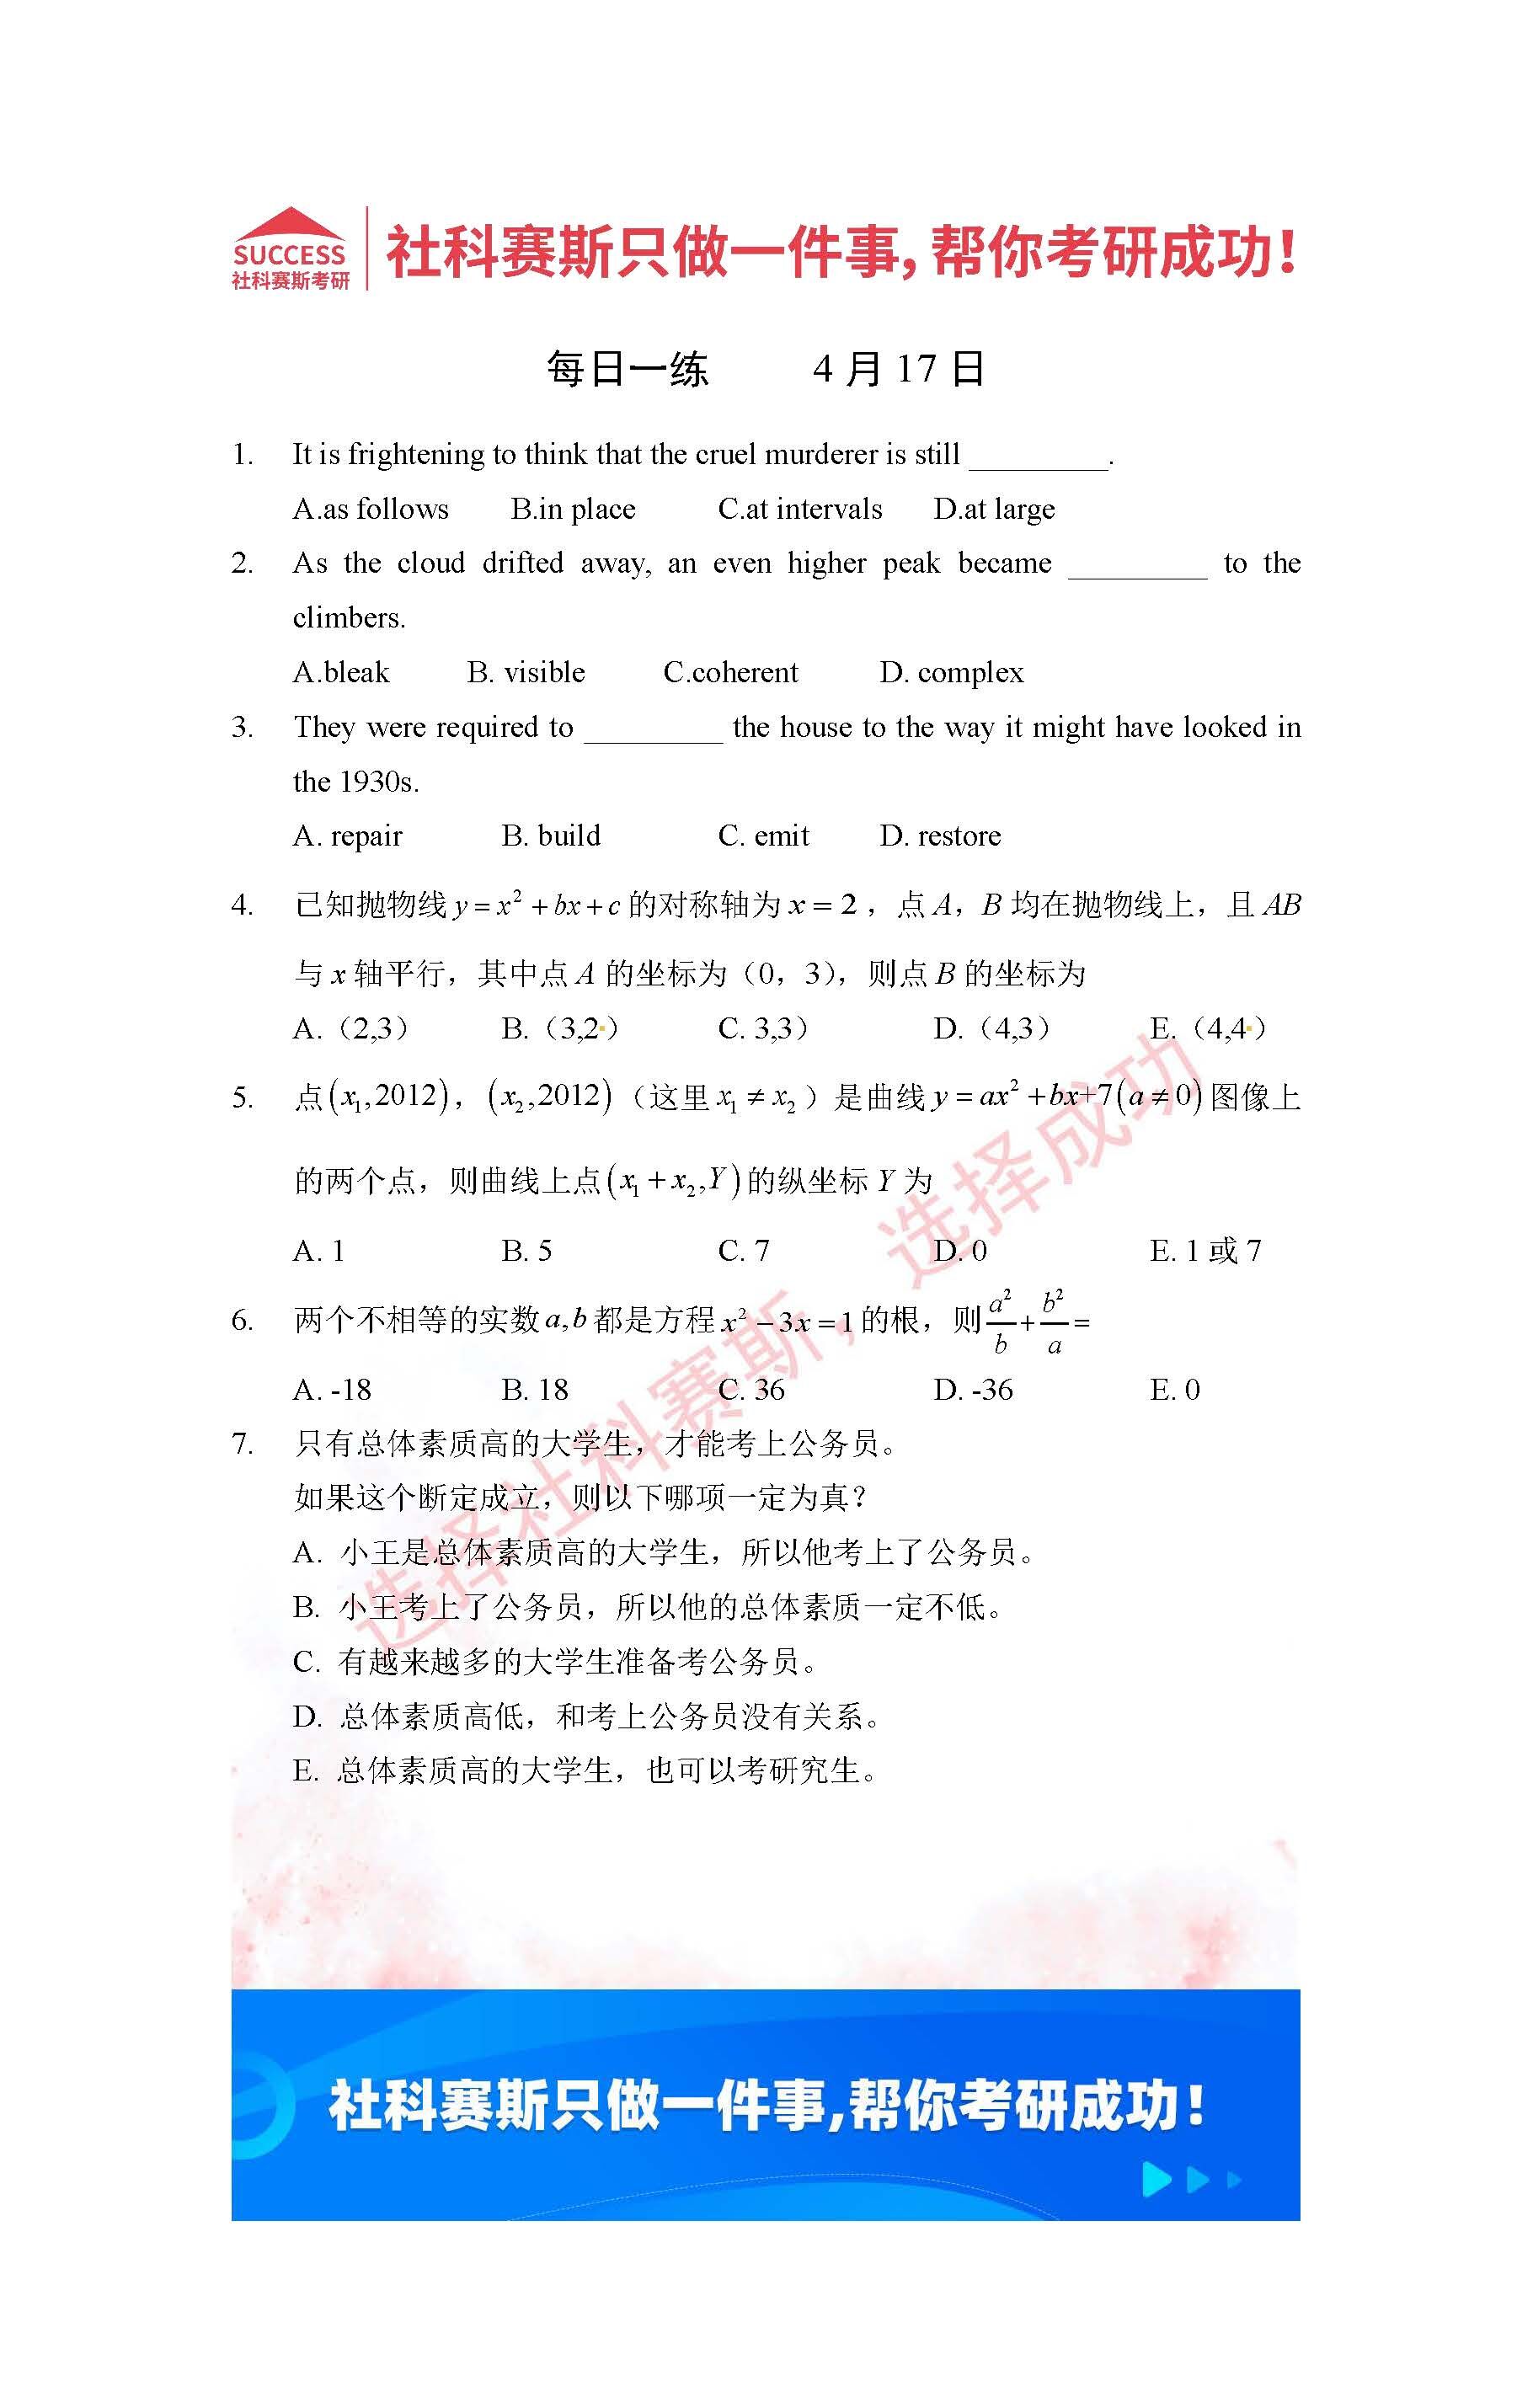 SUCCESS
社科赛斯考研
社科赛斯只做一件事,帮你考研成功!
每日一练 4月17日
1. It is frightening to think that the cruel murderer is still _________.
A.as follows B.in place C.at intervals D.at large
2. As the cloud drifted away, an even higher peak became _________ to the
climbers.
A.bleak B. visible C.coherent D. complex
3. They were required to _________ the house to the way it might have looked in
the 1930s.
A. repair B. build C. emit D. restore
4. 已知抛物线 y = x² + bx + c 的对称轴为 x = 2，点 A，B 均在抛物线上，且 AB
与 x 轴平行，其中点 A 的坐标为（0，3），则点 B 的坐标为
A.（2,3） B.（3,2） C. 3,3） D.（4,3） E.（4,4）
5. 点(x₁,2012)，(x₂,2012)（这里 x₁ ≠ x₂）是曲线 y = ax² +bx+7(a ≠ 0)图像上
的两个点，则曲线上点(x₁ + x₂,Y)的纵坐标 Y 为
A. 1 B. 5 C. 7 D. 0 E. 1 或 7
6. 两个不相等的实数 a,b 都是方程 x² − 3x = 1 的根，则 a²/b + b²/a =
A. -18 B. 18 C. 36 D. -36 E. 0
7. 只有总体素质高的大学生，才能考上公务员。
如果这个断定成立，则以下哪项一定为真？
A. 小王是总体素质高的大学生，所以他考上了公务员。
B. 小王考上了公务员，所以他的总体素质一定不低。
C. 有越来越多的大学生准备考公务员。
D. 总体素质高低，和考上公务员没有关系。
E. 总体素质高的大学生，也可以考研究生。
选择社科赛斯，选择成功
社科赛斯只做一件事,帮你考研成功!